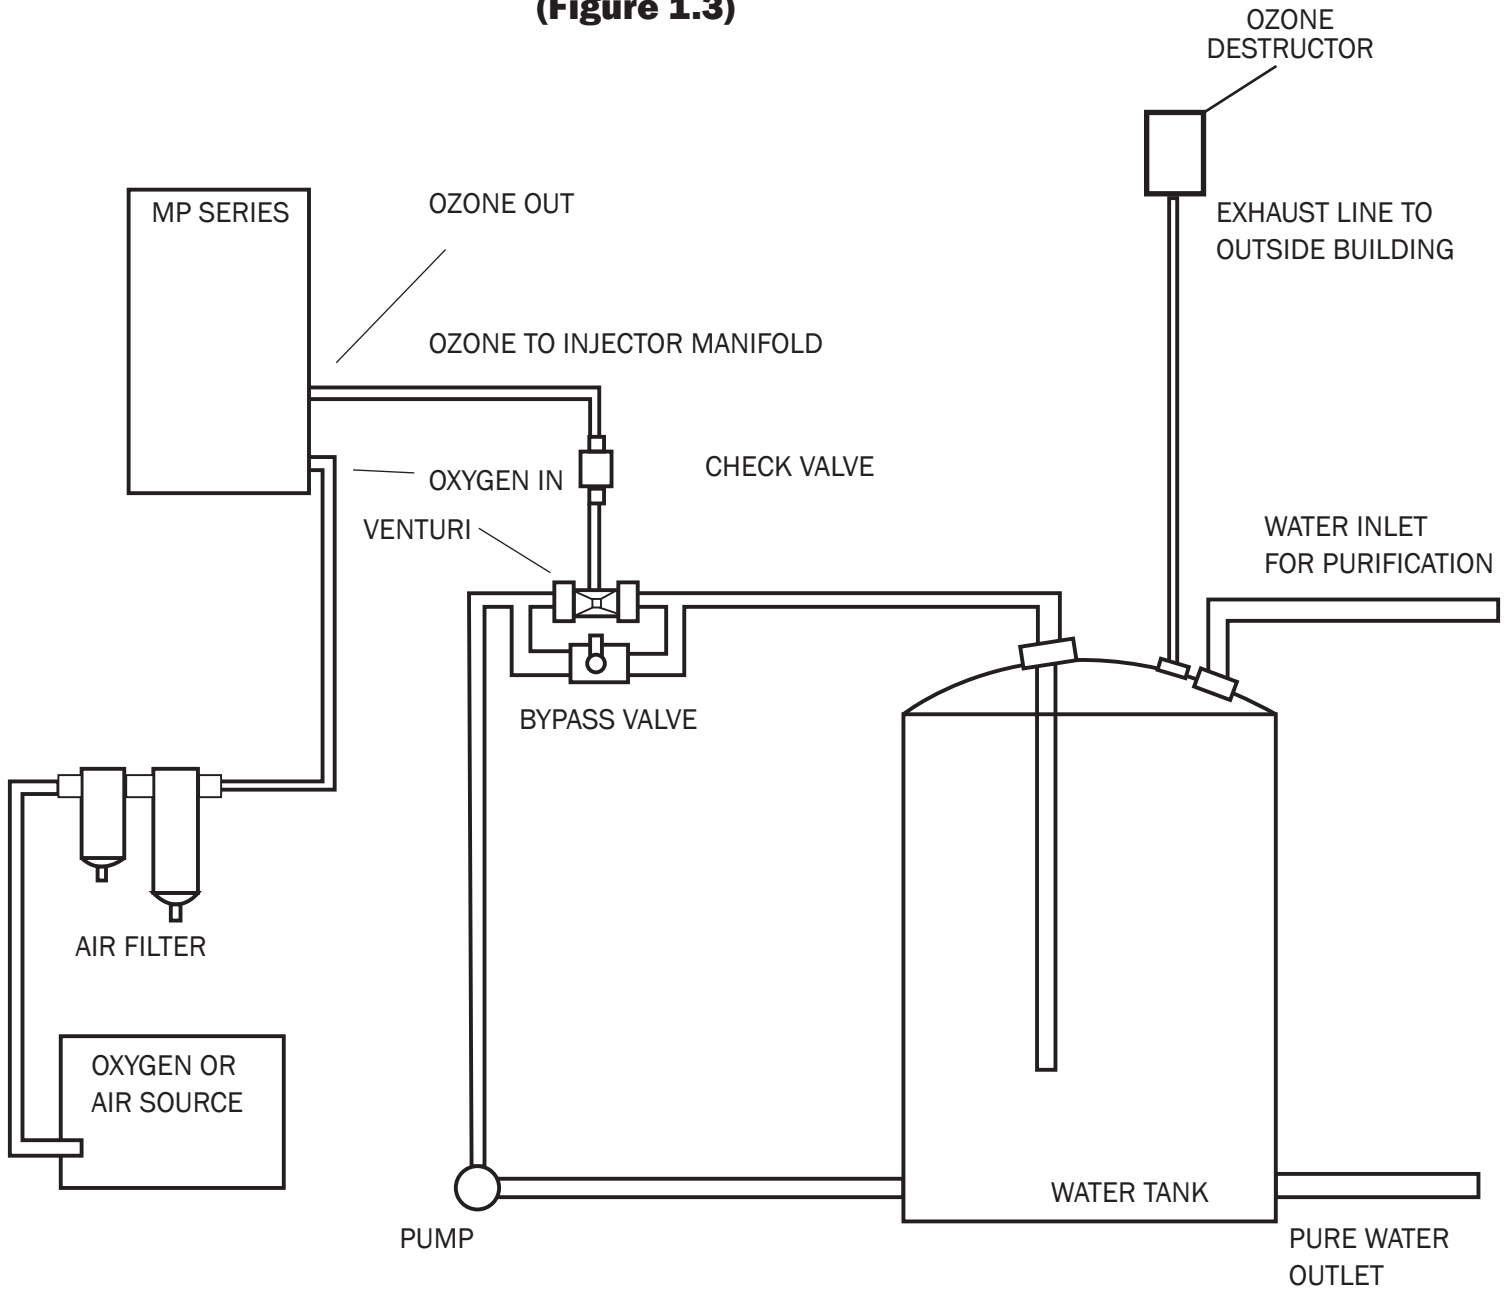 (Figure 1.3)
OZONE
DESTRUCTOR
MP SERIES
OZONE OUT
EXHAUST LINE TO
OUTSIDE BUILDING
OZONE TO INJECTOR MANIFOLD
CHECK VALVE
OXYGEN IN
VENTURI
WATER INLET
FOR PURIFICATION
BYPASS VALVE
AIR FILTER
OXYGEN OR
AIR SOURCE
WATER TANK
PUMP
PURE WATER
OUTLET